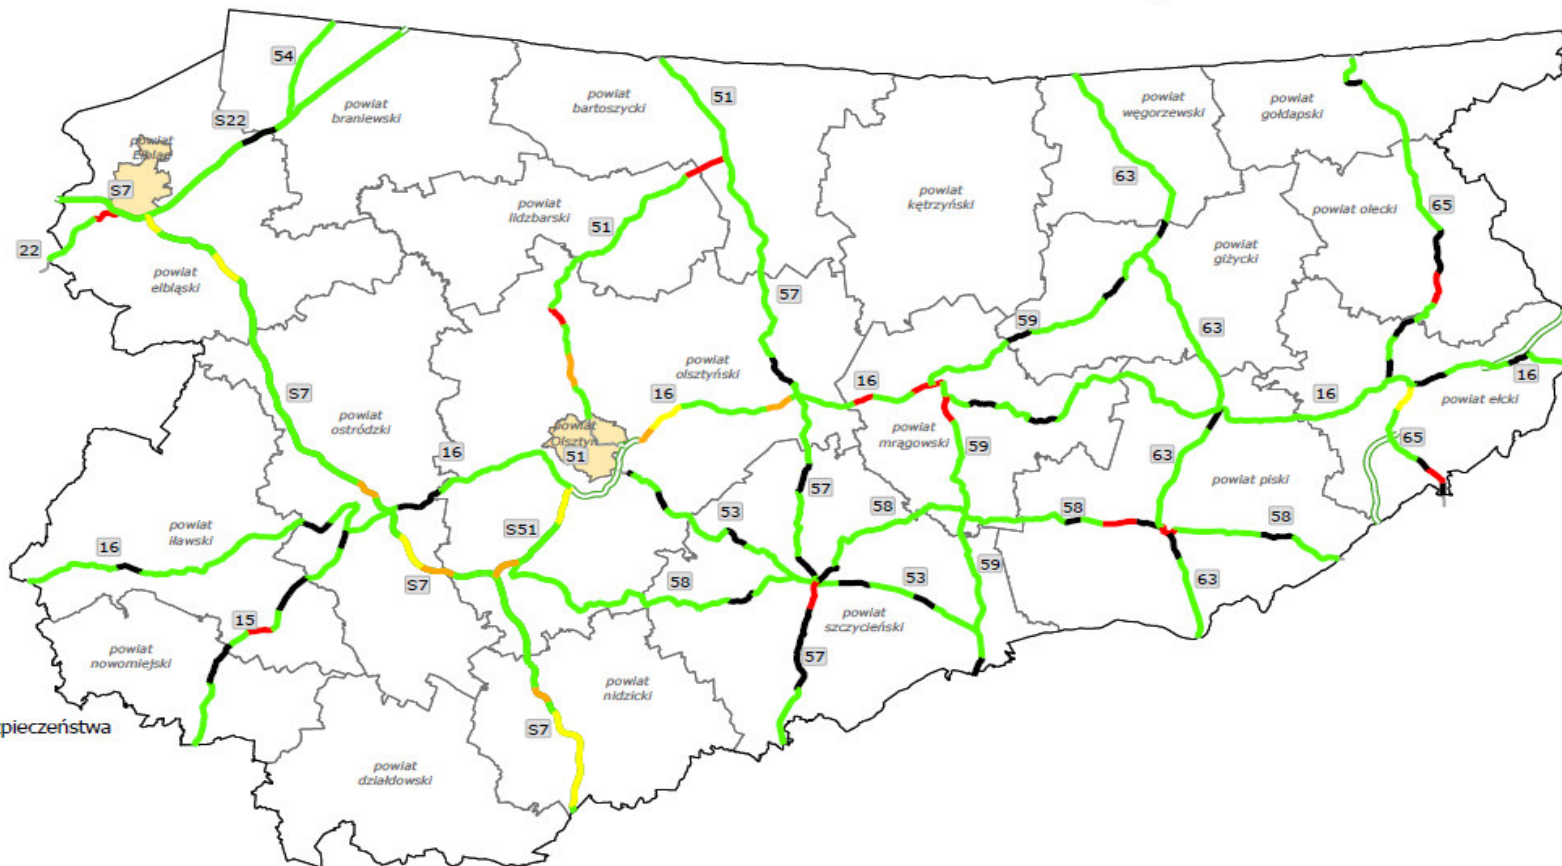 54
51
S22
powiat
braniewski
powiat
bartoszycki
powiat
węgorzewski
powiat
gołdapski
powiat
Elbląg
S7
22
powiat
elbląski
51
powiat
lidzbarski
powiat
kętrzyński
63
powiat olecki
65
powiat
giżycki
57
59
63
S7
powiat
ostródzki
16
powiat
olsztyński
16
powiat
Olsztyn
51
16
powiat
mrągowski
59
16
16
powiat ełcki
65
63
powiat piski
powiat
iławski
16
S51
S7
53
57
58
58
58
58
53
59
63
15
powiat
nowomiejski
powiat
szczycieński
57
powiat
nidzicki
S7
pieczeństwa
powiat
działdowski